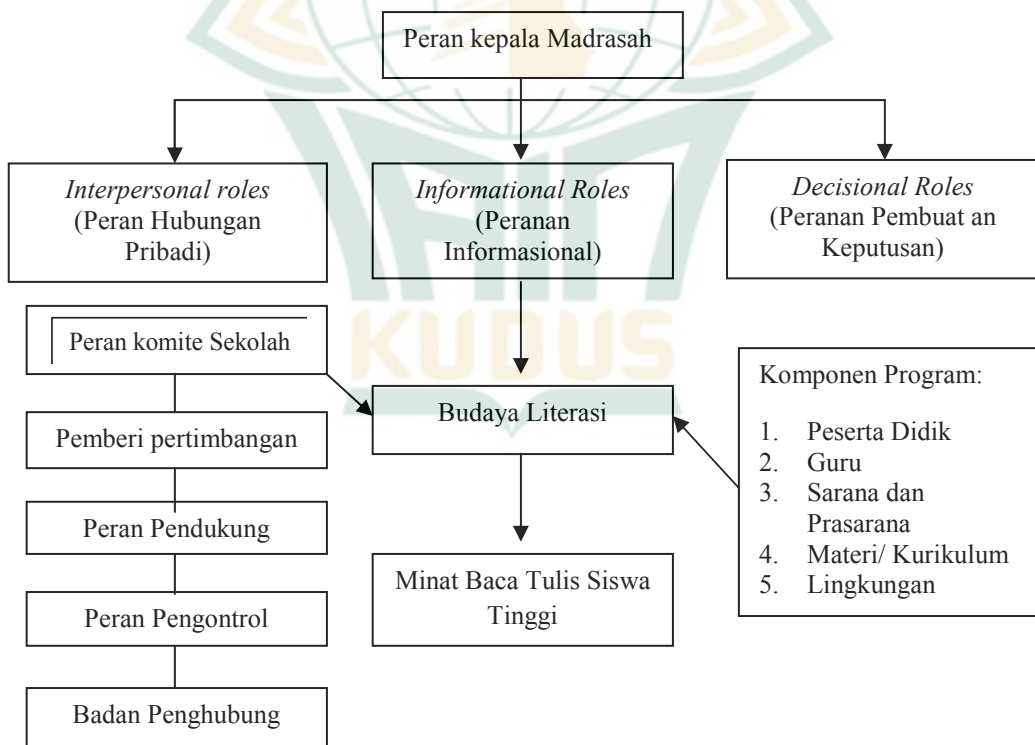 Peran kepala Madrasah
Interpersonal roles
(Peran Hubungan
Pribadi)
Informational Roles
(Peranan
Informasional)
Decisional Roles
(Peranan Pembuat an
Keputusan)
Peran komite Sekolah
Pemberi pertimbangan
Peran Pendukung
Peran Pengontrol
Badan Penghubung
KUDUS
Budaya Literasi
Minat Baca Tulis Siswa
Tinggi
Komponen Program:
1. Peserta Didik
2. Guru
3. Sarana dan
Prasarana
4. Materi/ Kurikulum
5. Lingkungan